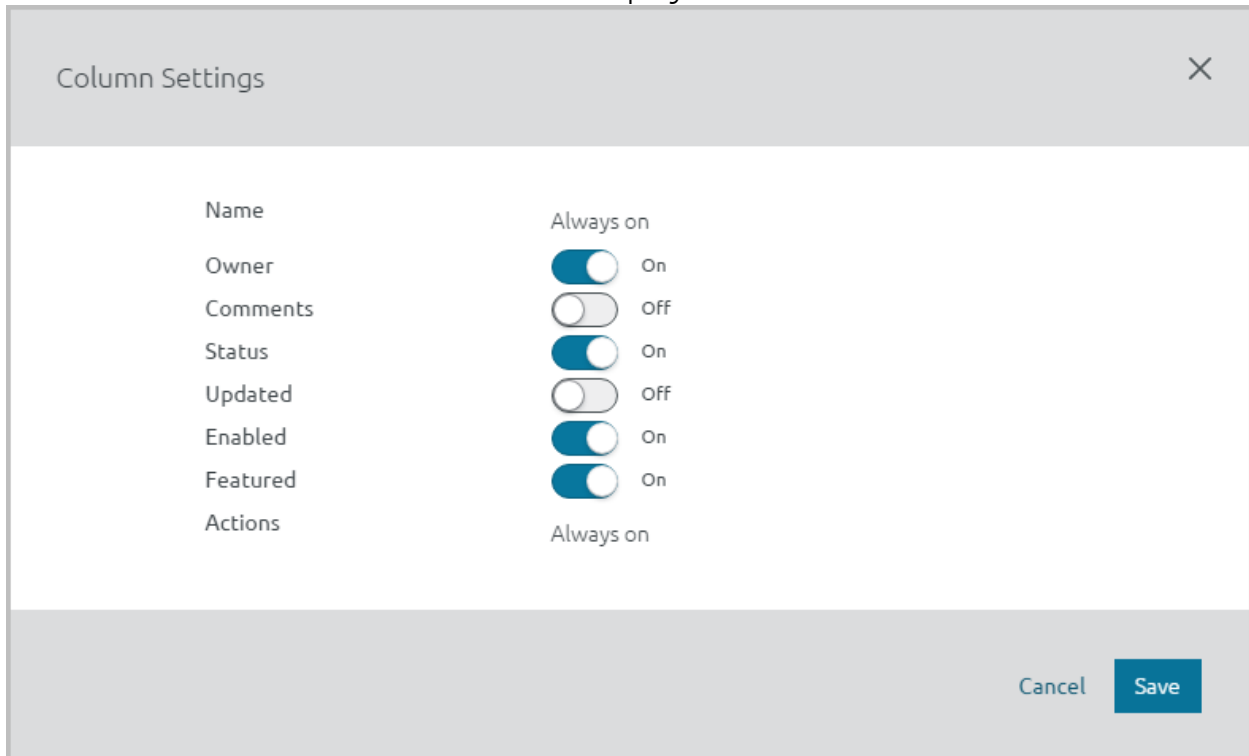 Column Settings
Name Always on
Owner On
Comments Off
Status On
Updated Off
Enabled On
Featured On
Actions Always on
Cancel Save